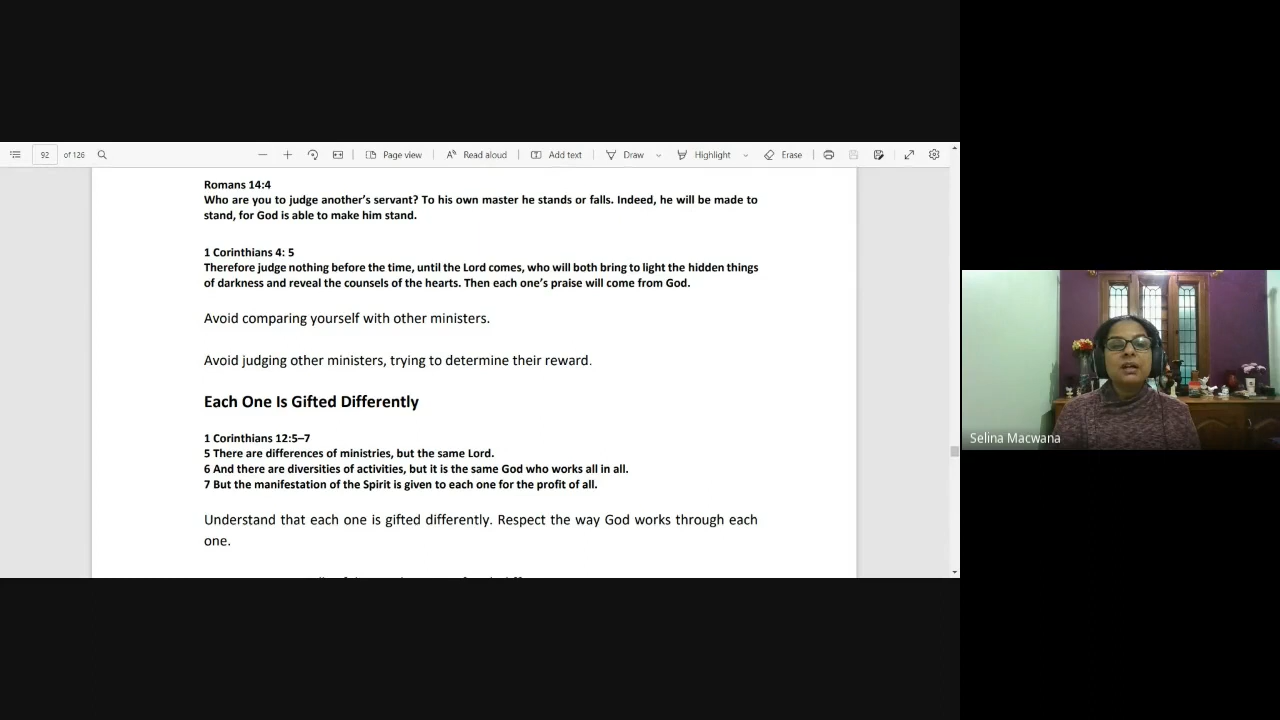 92 of 126 Page view Read aloud Add text Draw Highlight Erase
Romans 14:4
Who are you to judge another's servant? To his own master he stands or falls. Indeed, he will be made to
stand, for God is able to make him stand.
1 Corinthians 4: 5
Therefore judge nothing before the time, until the Lord comes, who will both bring to light the hidden things
of darkness and reveal the counsels of the hearts. Then each one's praise will come from God.
Avoid comparing yourself with other ministers.
Avoid judging other ministers, trying to determine their reward.
Each One Is Gifted Differently
1 Corinthians 12:5–7
5 There are differences of ministries, but the same Lord.
6 And there are diversities of activities, but it is the same God who works all in all.
7 But the manifestation of the Spirit is given to each one for the profit of all.
Understand that each one is gifted differently. Respect the way God works through each
one.
Selina Macwana